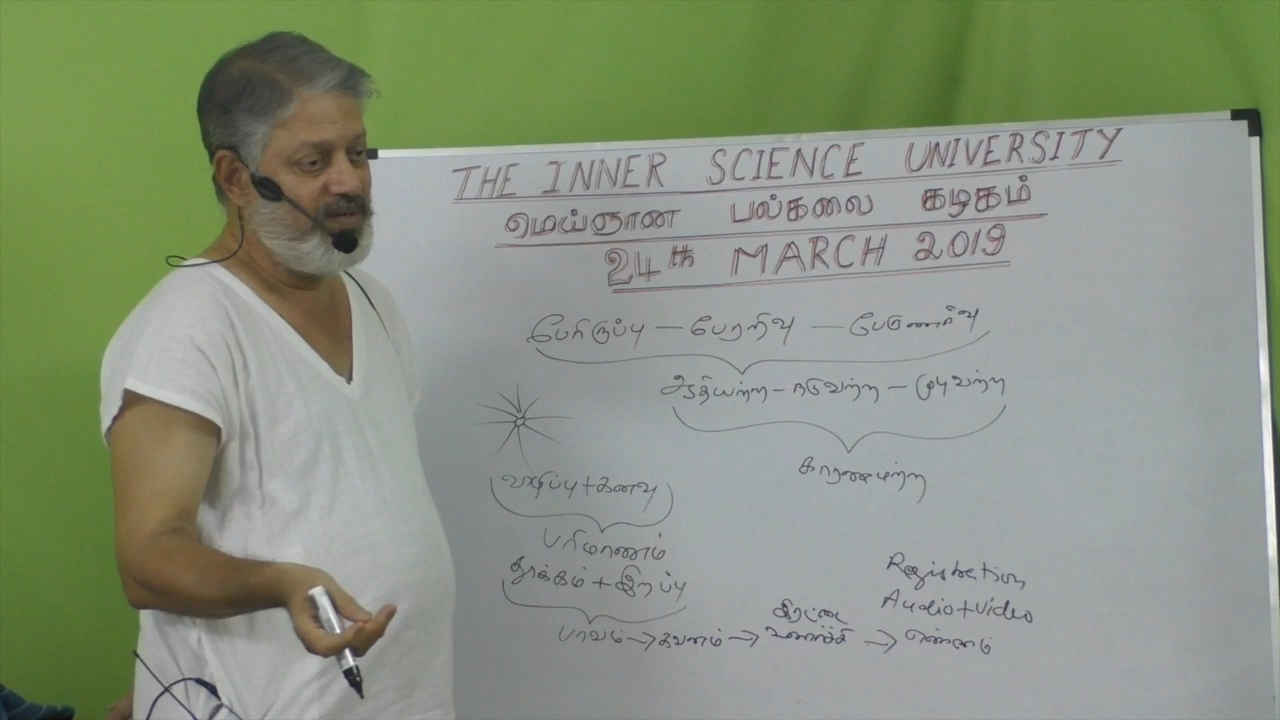 THE INNER SCIENCE UNIVERSITY
மெய்ஞான பல்கலை கழகம்
24th MARCH 2019
பேரிருப்பு — பேரறிவு — பேருணர்வு
ஆதியற்ற — நடுவற்ற — முடிவற்ற
காரணமற்ற
விழிப்பு + கனவு
பரிமாணம்
தூக்கம் + இறப்பு
Registration
Audio + video
இரட்டை
பாவம் → கவனம் → உணர்ச்சி → எண்ணம்